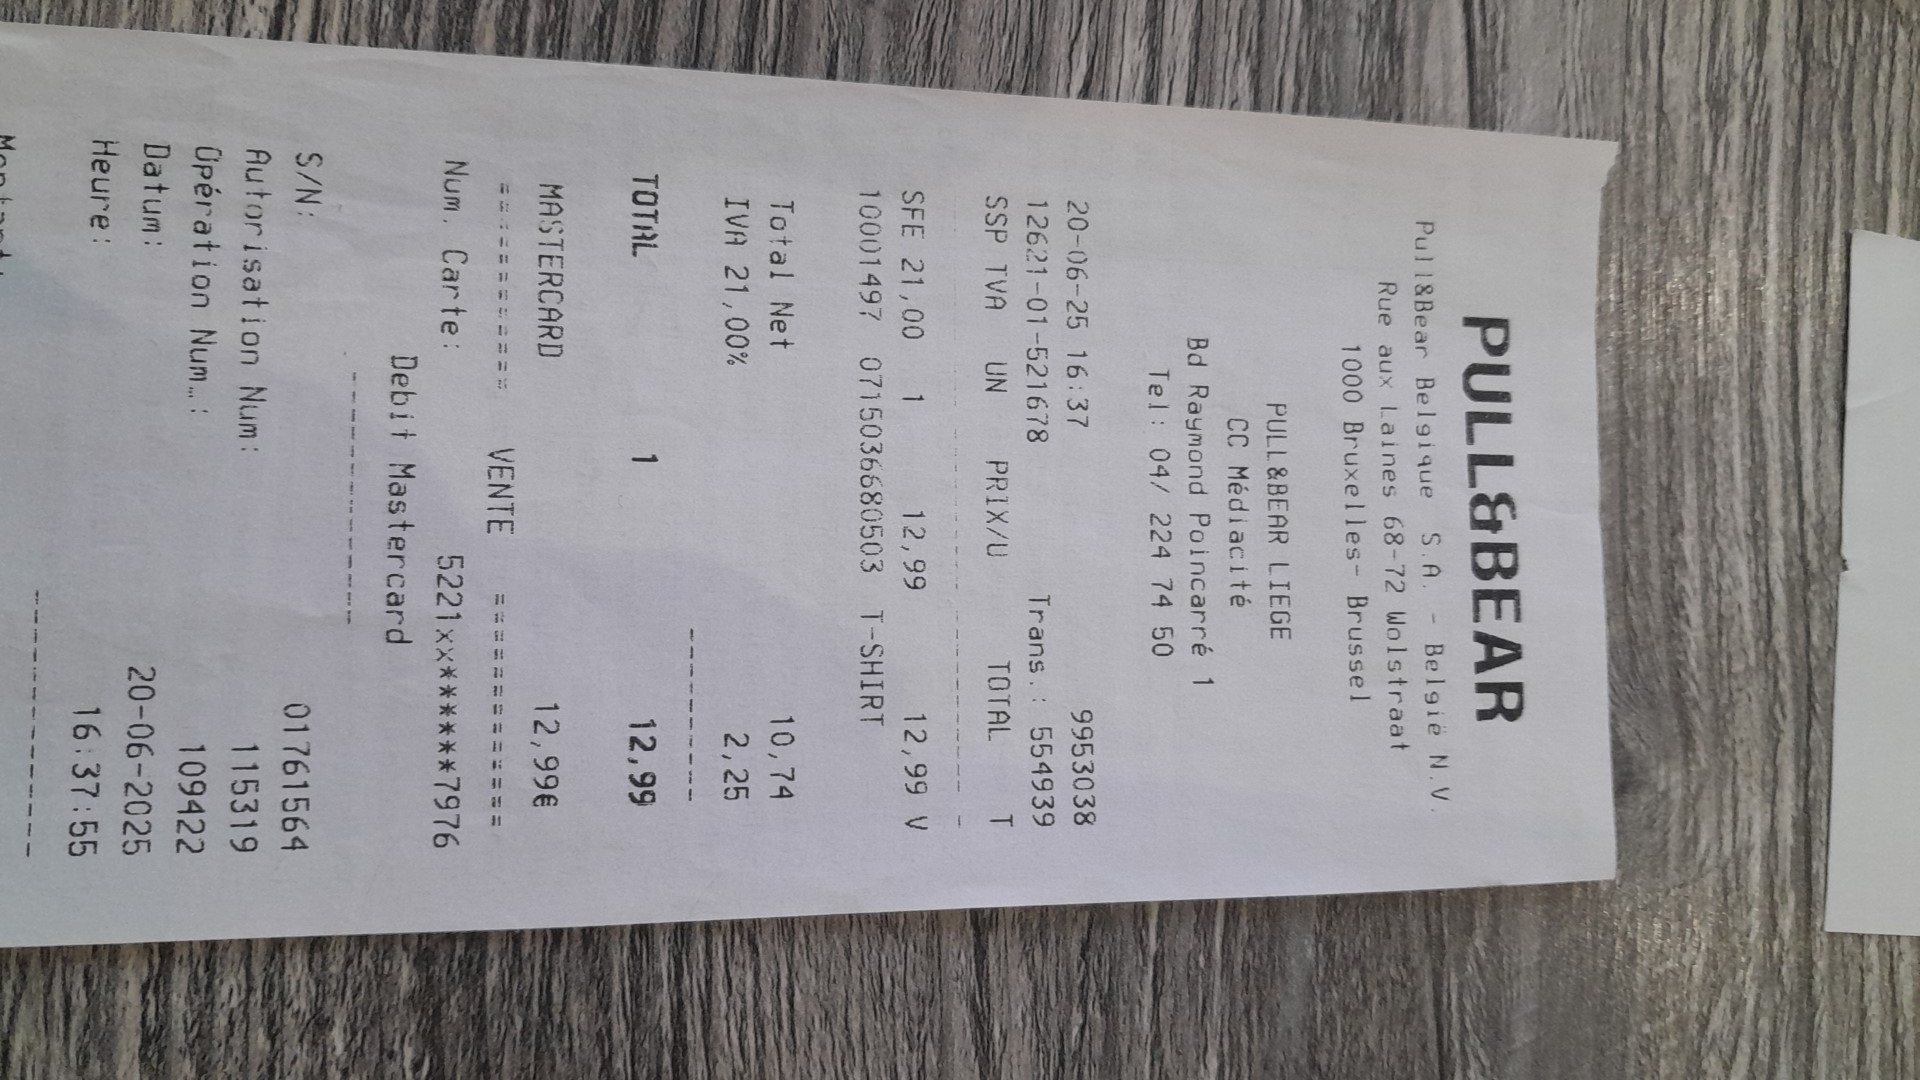 PULL&BEAR
Pull&Bear Belgique S.A. - België N.V.
Rue aux Laines 68-72 Wolstraat
1000 Bruxelles- Brussel
PULL&BEAR LIEGE
CC Médiacité
Bd Raymond Poincarré 1
Tel: 04/ 224 74 50
20-06-25 16:37 9953038
12621-01-521678 Trans.: 554939
SSP TVA UN PRIX/U TOTAL T
SFE 21,00 1 12,99 12,99 V
10001497 0715036680503 T-SHIRT
Total Net 10,74
IVA 21,00% 2,25
TOTAL 1 12,99
MASTERCARD 12,99€
=========== VENTE ============
Num. Carte: 5221xx******7976
Debit Mastercard
S/N: 01761564
Autorisation Num: 115319
Opération Num…: 109422
Datum: 20-06-2025
Heure: 16:37:55